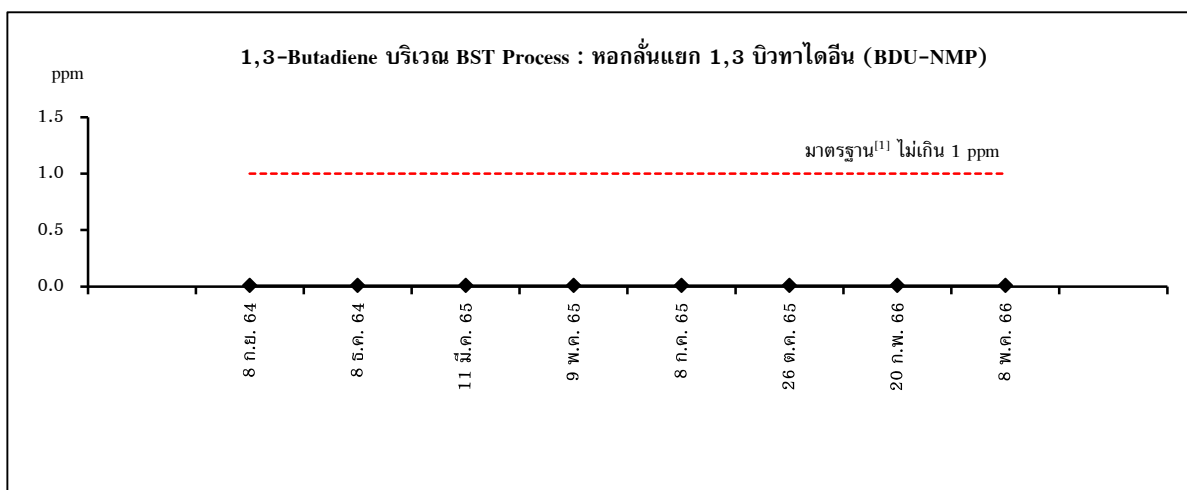 1,3-Butadiene บริเวณ BST Process : หอกลั่นแยก 1,3 บิวทาไดอีน (BDU-NMP)
ppm
1.5
มาตรฐาน[1] ไม่เกิน 1 ppm
1.0
0.5
0.0
8 ก.ย. 64
8 ธ.ค. 64
11 มี.ค. 65
9 พ.ค. 65
8 ก.ค. 65
26 ต.ค. 65
20 ก.พ. 66
8 พ.ค. 66